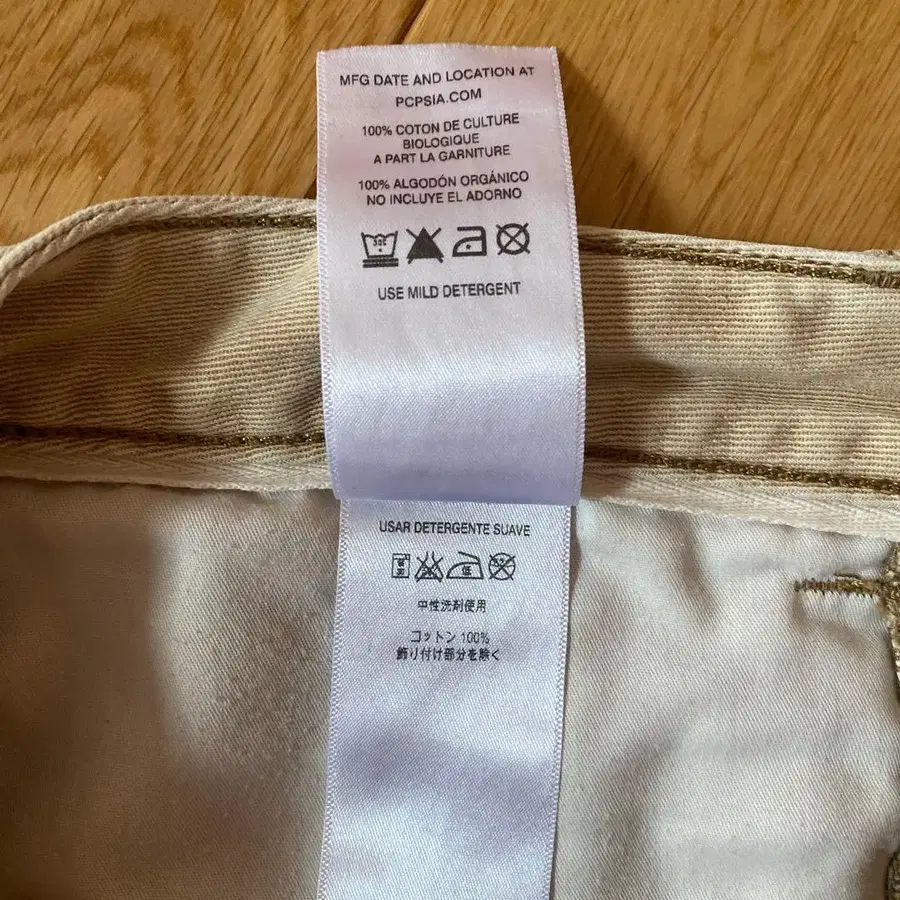 MFG DATE AND LOCATION AT
PCPSIA.COM
100% COTON DE CULTURE
BIOLOGIQUE
A PART LA GARNITURE
100% ALGODÓN ORGÁNICO
NO INCLUYE EL ADORNO
30C
USE MILD DETERGENT
USAR DETERGENTE SUAVE
低
中性洗剤使用
コットン 100%
飾り付け部分を除く